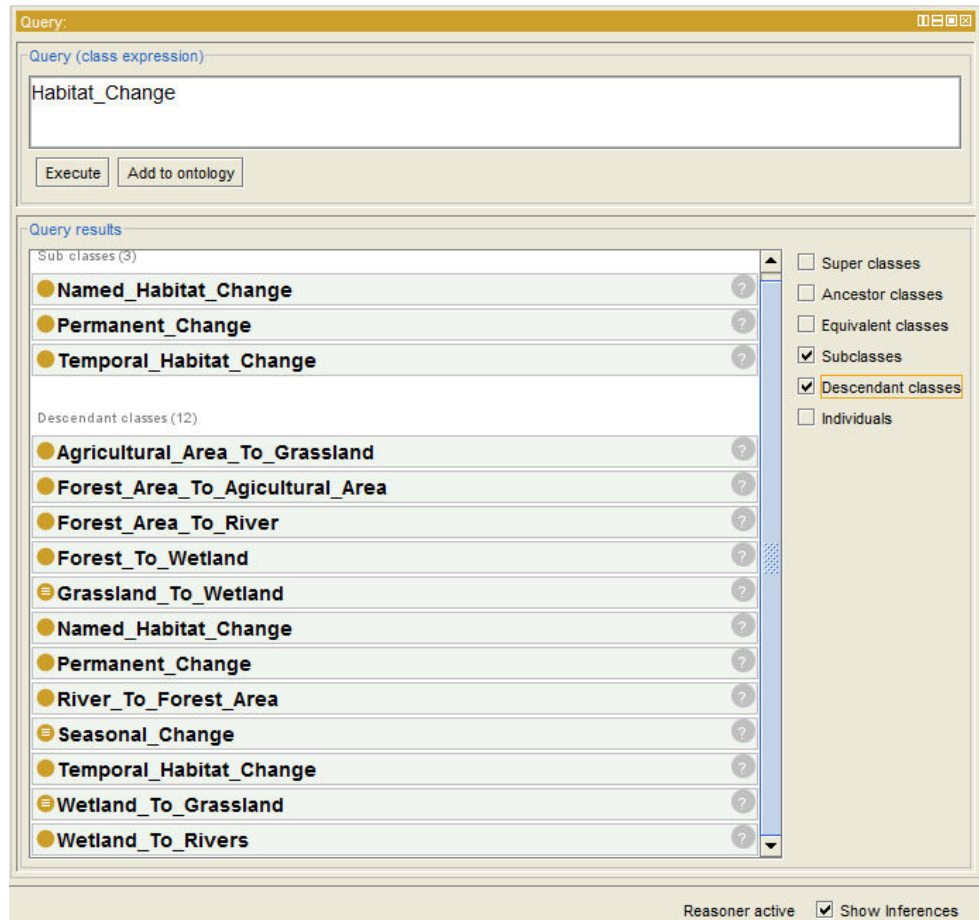 Query:
Query (class expression)
Habitat_Change
Execute
Add to ontology
Query results
Sub classes (3)
Named_Habitat_Change
?
Permanent_Change
?
Temporal_Habitat_Change
?
Descendant classes (12)
Agricultural_Area_To_Grassland
?
Forest_Area_To_Agicultural_Area
?
Forest_Area_To_River
?
Forest_To_Wetland
?
Grassland_To_Wetland
?
Named_Habitat_Change
?
Permanent_Change
?
River_To_Forest_Area
?
Seasonal_Change
?
Temporal_Habitat_Change
?
Wetland_To_Grassland
?
Wetland_To_Rivers
?
Super classes
Ancestor classes
Equivalent classes
Subclasses
Descendant classes
Individuals
Reasoner active
Show Inferences